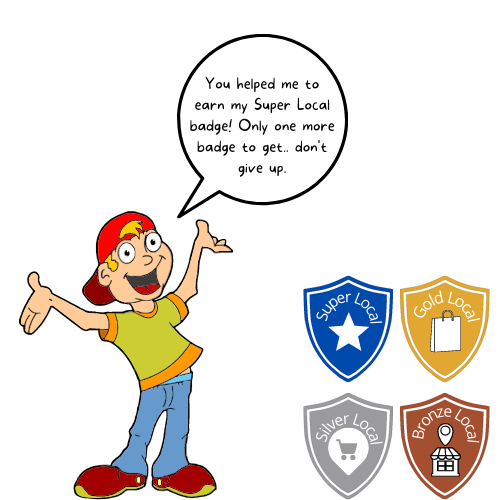 You helped me to
earn my Super Local
badge! Only one more
badge to get.. don't
give up.
Super Local
Gold Local
Silver Local
Bronze Local